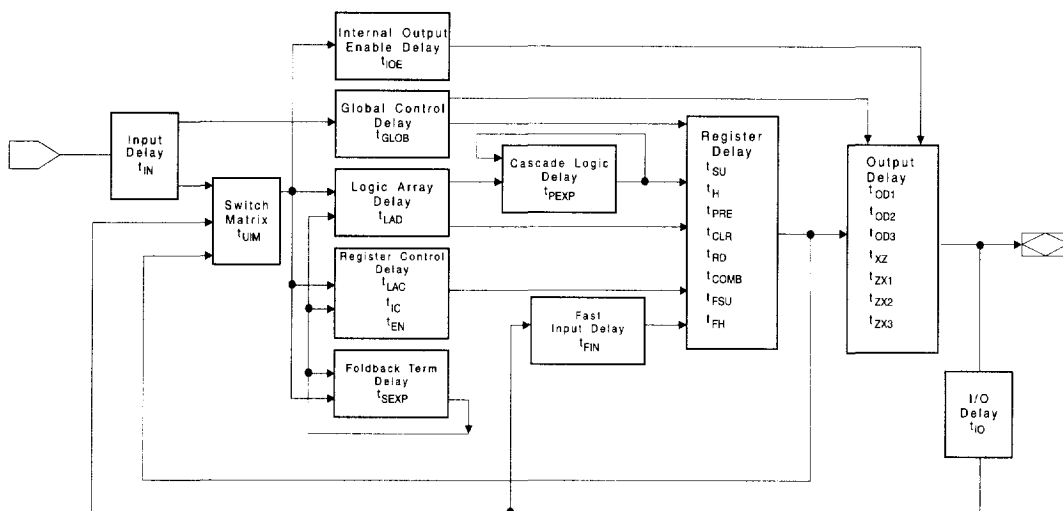 Internal Output
Enable Delay
tIOE
Global Control
Delay
tGLOB
Input
Delay
tIN
Switch
Matrix
tUIM
Logic Array
Delay
tLAD
Register Control
Delay
tLAC
tIC
tEN
Foldback Term
Delay
tSEXP
Cascade Logic
Delay
tPEXP
Fast
Input Delay
tFIN
Register
Delay
tSU
tH
tPRE
tCLR
tRD
tCOMB
tFSU
tFH
Output
Delay
tOD1
tOD2
tOD3
tXZ
tZX1
tZX2
tZX3
I/O
Delay
tIO